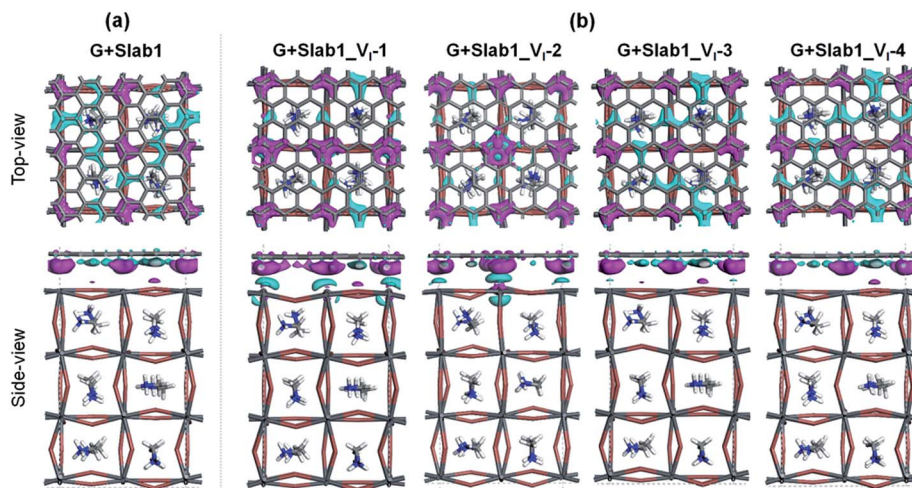 (a)
(b)
G+Slab1
G+Slab1_VI-1
G+Slab1_VI-2
G+Slab1_VI-3
G+Slab1_VI-4
Top-view
Side-view